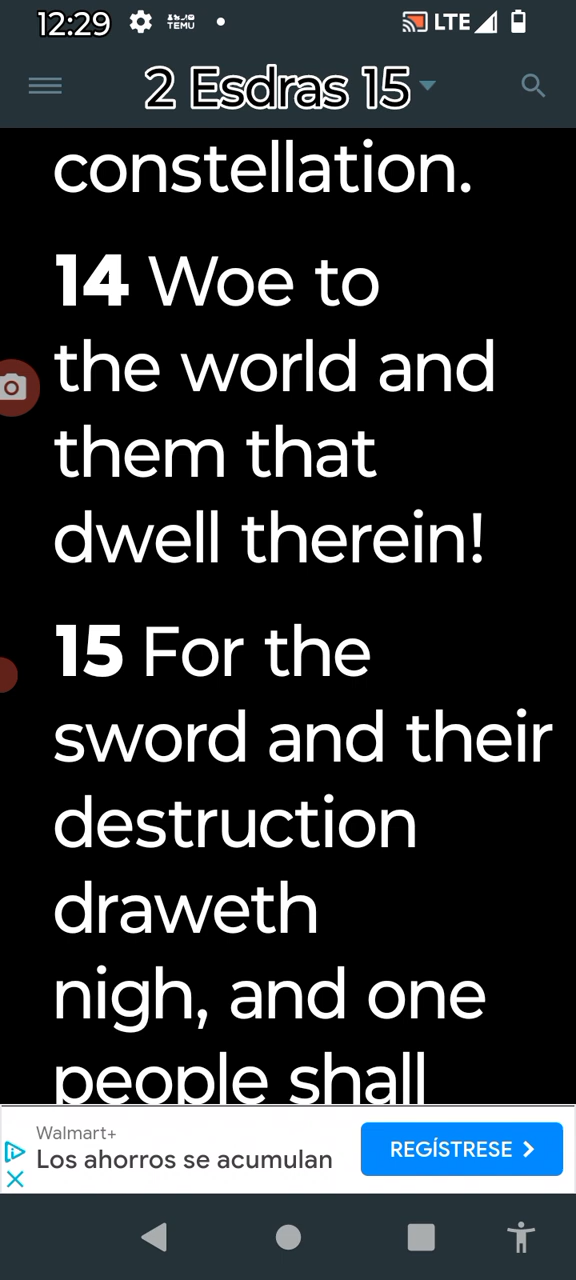 12:29
TEMU
LTE
2 Esdras 15
constellation.
14 Woe to
the world and
them that
dwell therein!
15 For the
sword and their
destruction
draweth
nigh, and one
people shall
Walmart+
Los ahorros se acumulan
REGÍSTRESE